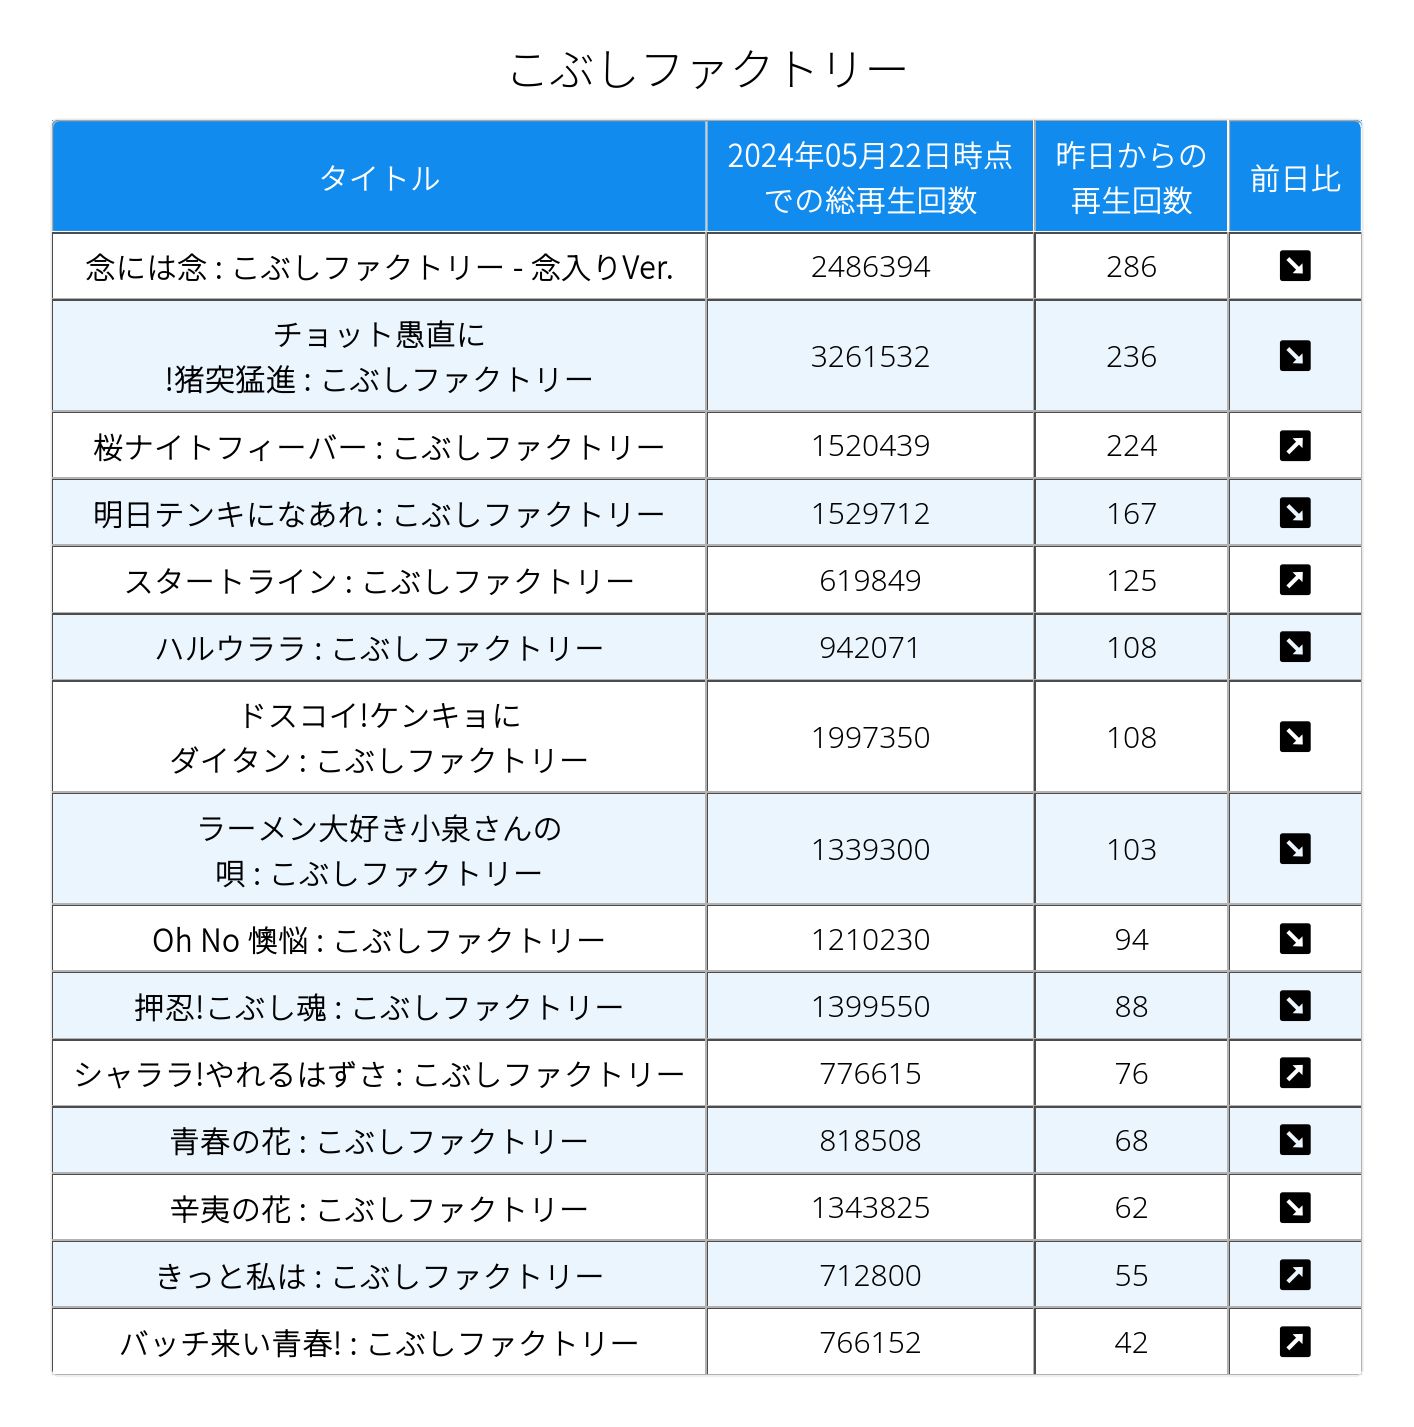 こぶしファクトリー
タイトル
2024年05月22日時点
での総再生回数
昨日からの
再生回数
前日比
念には念 : こぶしファクトリー - 念入りVer.
2486394
286
チョット愚直に
!猪突猛進 : こぶしファクトリー
3261532
236
桜ナイトフィーバー : こぶしファクトリー
1520439
224
明日テンキになあれ : こぶしファクトリー
1529712
167
スタートライン : こぶしファクトリー
619849
125
ハルウララ : こぶしファクトリー
942071
108
ドスコイ!ケンキョに
ダイタン : こぶしファクトリー
1997350
108
ラーメン大好き小泉さんの
唄 : こぶしファクトリー
1339300
103
Oh No 懊悩 : こぶしファクトリー
1210230
94
押忍!こぶし魂 : こぶしファクトリー
1399550
88
シャララ!やれるはずさ : こぶしファクトリー
776615
76
青春の花 : こぶしファクトリー
818508
68
辛夷の花 : こぶしファクトリー
1343825
62
きっと私は : こぶしファクトリー
712800
55
バッチ来い青春! : こぶしファクトリー
766152
42